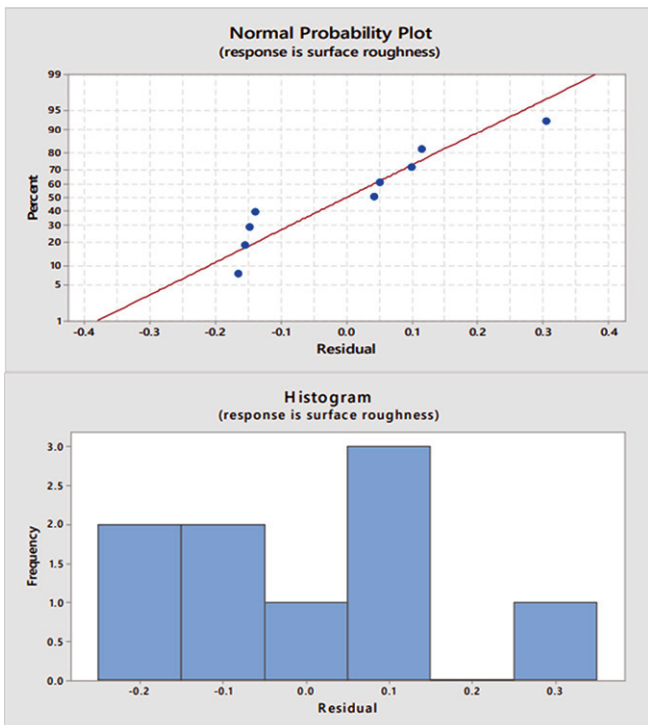 Normal Probability Plot
(response is surface roughness)
99
95
90
80
70
60
50
40
30
20
10
5
1
Percent
-0.4 -0.3 -0.2 -0.1 0.0 0.1 0.2 0.3 0.4
Residual
Histogram
(response is surface roughness)
3.0
2.5
2.0
1.5
1.0
0.5
0.0
Frequency
-0.2 -0.1 0.0 0.1 0.2 0.3
Residual